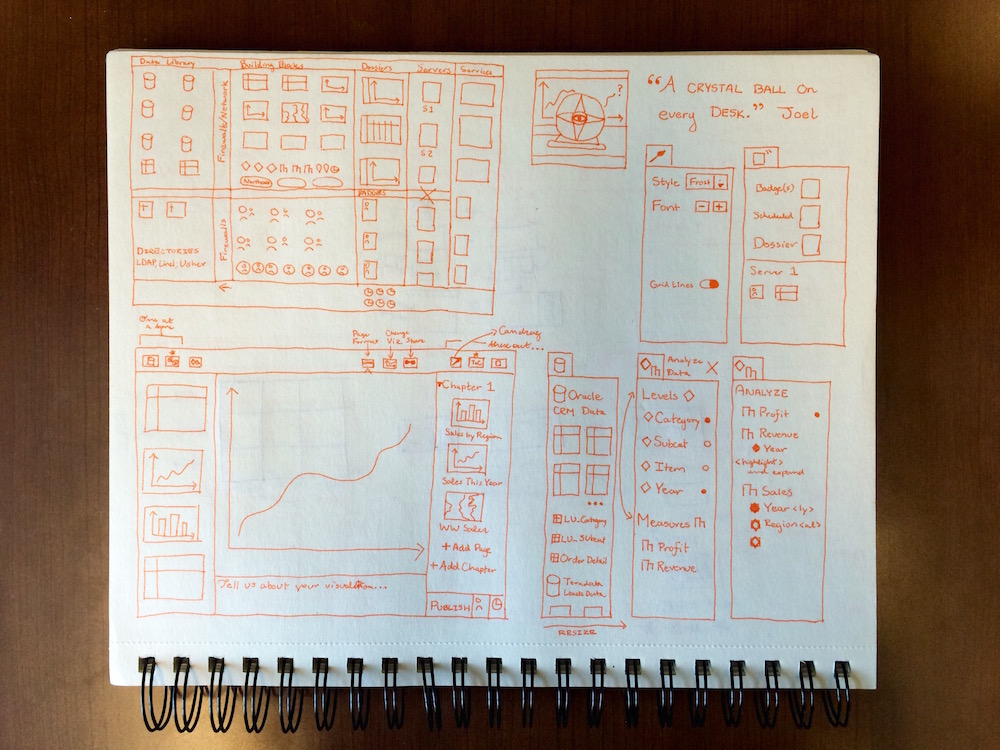 Data Library
Building Blocks
Dossiers
Servers
Services
Firewalls/Network
S1
S2
Northeast
BADGES
Firewalls
DIRECTORIES
LDAP, Usher
?
"A CRYSTAL BALL On
every DESK." Joel
Style Frost
Font - +
Grid Lines
Badge(s)
Scheduled
Dossier
Server 1
One at
a time
Page
Format
Change
Viz
Share
Can drag
these out...
Chapter 1
Sales by Region
Sales This Year
WW Sales
+ Add Page
+ Add Chapter
Tell us about your visualization...
PUBLISH
Oracle
CRM Data
...
LU_Category
LU_Subcat
Order Detail
Teradata
Leads Data
RESIZE
Analyze
Data
X
Levels
Category
Subcat
Item
Year
Measures
Profit
Revenue
ANALYZE
Profit
Revenue
Year
<highlight>
and expand
Sales
Year <ly>
Region <al>